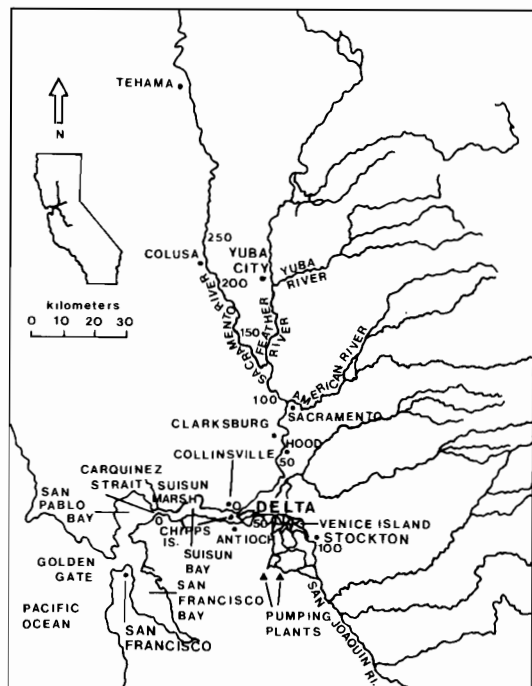 TEHAMA
N
COLUSA
250
YUBA
CITY
200
YUBA
RIVER
SACRAMENTO RIVER
FEATHER
RIVER
150
kilometers
0 10 20 30
100
AMERICAN RIVER
SACRAMENTO
CLARKSBURG
HOOD
50
COLLINSVILLE
CARQUINEZ
STRAIT
SUISUN
MARSH
SAN
PABLO
BAY
0
0
DELTA
50
CHIPPS
IS.
ANTIOCH
VENICE ISLAND
STOCKTON
100
SUISUN
BAY
GOLDEN
GATE
SAN
FRANCISCO
BAY
PUMPING
PLANTS
SAN JOAQUIN RI
PACIFIC
OCEAN
SAN
FRANCISCO